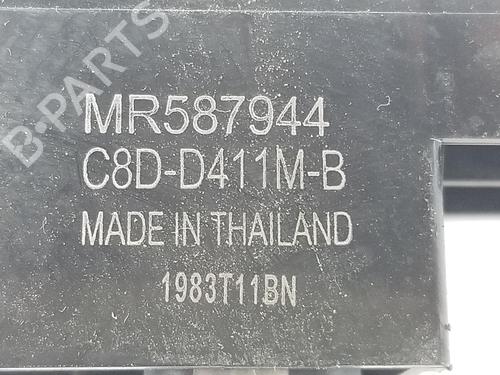 B-PARTS
MR587944
C8D-D411M-B
MADE IN THAILAND
1983T11BN